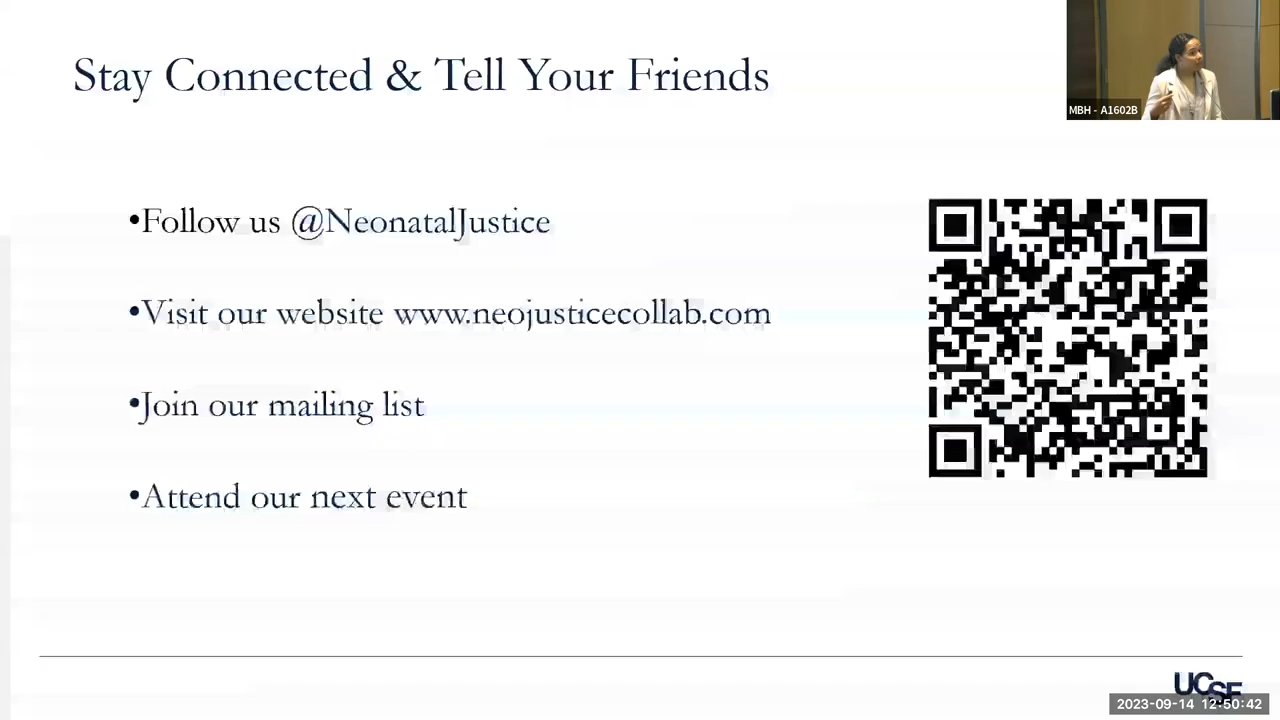 Stay Connected & Tell Your Friends
MBH - A1602B
•Follow us @NeonatalJustice
•Visit our website www.neojusticecollab.com
•Join our mailing list
•Attend our next event
UCSF
2023-09-14 12:50:42